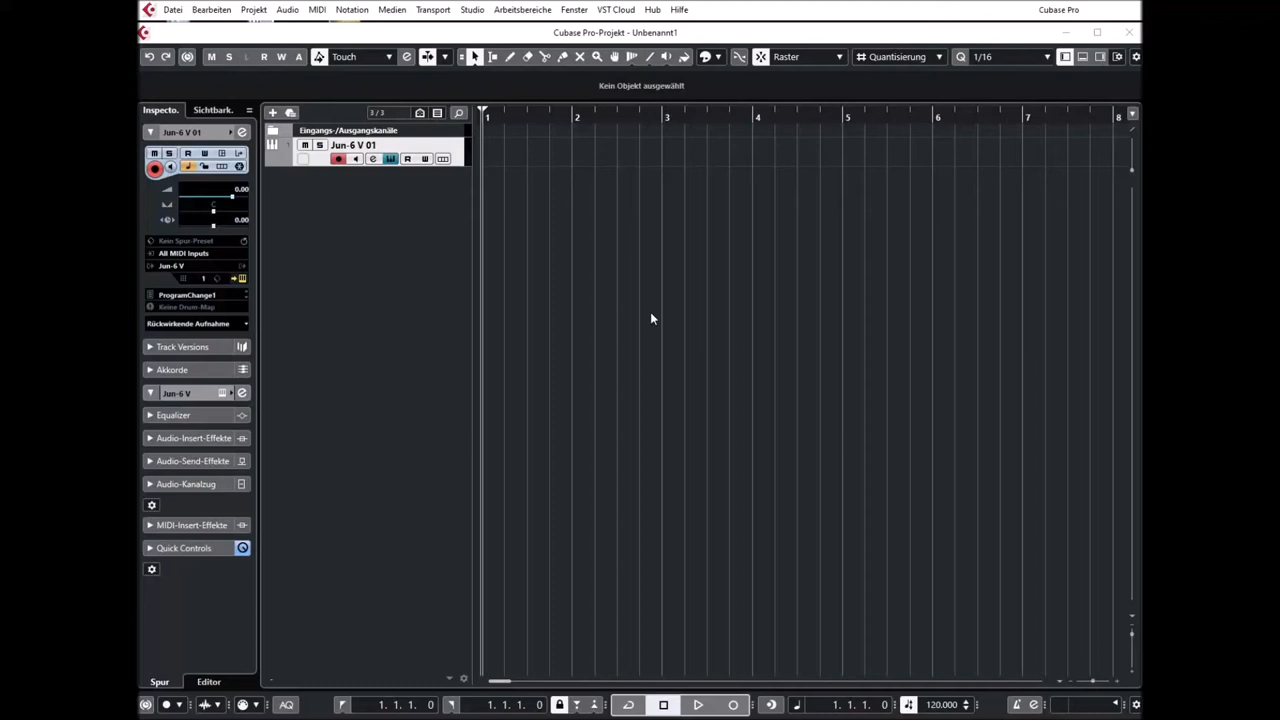 Datei Bearbeiten Projekt Audio MIDI Notation Medien Transport Studio Arbeitsbereiche Fenster VST Cloud Hub Hilfe Cubase Pro
Cubase Pro-Projekt - Unbenannt1
M S L R W A Touch Raster Quantisierung Q 1/16
Kein Objekt ausgewählt
Inspecto. Sichtbark. 3/3 1 2 3 4 5 6 7 8
Jun-6 V 01 Eingangs-/Ausgangskanäle
1 M S Jun-6 V 01
M S R W R W
0.00
C
0.00
Kein Spur-Preset
All MIDI Inputs
Jun-6 V
1
ProgramChange1
Keine Drum-Map
Rückwirkende Aufnahme
Track Versions
Akkorde
Jun-6 V
Equalizer
Audio-Insert-Effekte
Audio-Send-Effekte
Audio-Kanalzug
MIDI-Insert-Effekte
Quick Controls
Spur Editor
AQ 1. 1. 1. 0 1. 1. 1. 0 1. 1. 1. 0 120.000